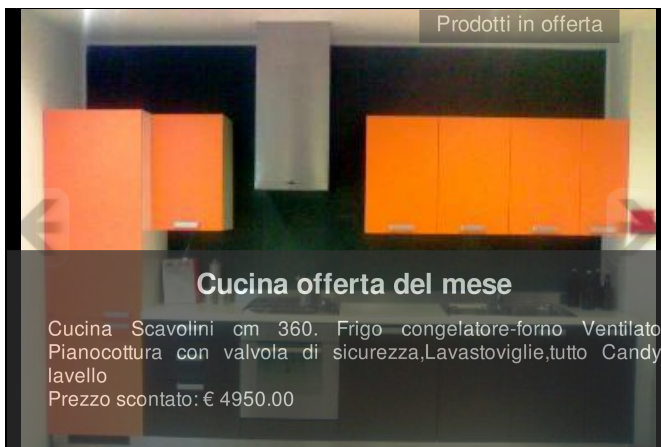 Prodotti in offerta
Cucina offerta del mese
Cucina Scavolini cm 360. Frigo congelatore-forno Ventilato
Pianocottura con valvola di sicurezza,Lavastoviglie,tutto Candy
lavello
Prezzo scontato: € 4950.00